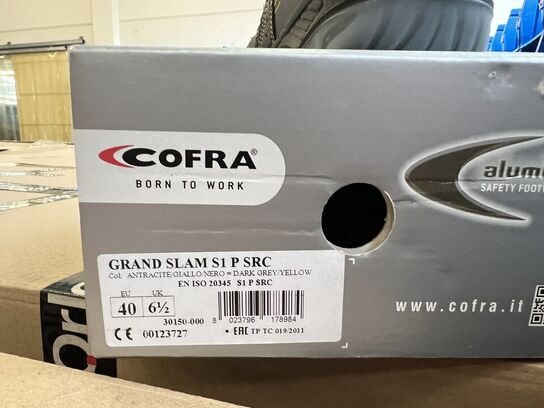 COFRA®
BORN TO WORK
SAFETY FOOTW
GRAND SLAM S1 P SRC
Col: ANTRACITE/GIALLO/NERO = DARK GREY/YELLOW
EN ISO 20345 S1 P SRC
EU UK
40 6½
30150-000 8 023796 178984
CE 00123727 • EAC TP TC 019/2011
www.cofra.it